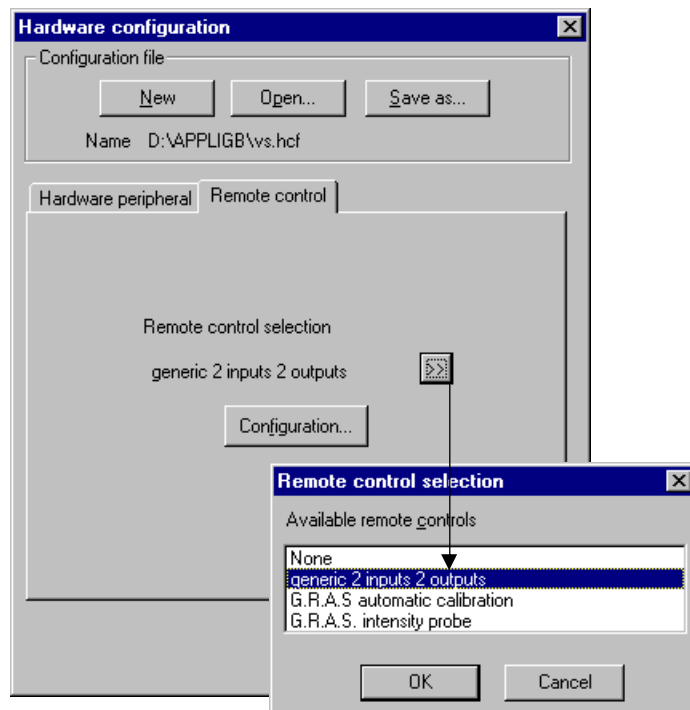 Hardware configuration
Configuration file
New
Open...
Save as...
Name D:\APPLIGB\vs.hcf
Hardware peripheral
Remote control
Remote control selection
generic 2 inputs 2 outputs
>>
Configuration...
Remote control selection
Available remote controls
None
generic 2 inputs 2 outputs
G.R.A.S automatic calibration
G.R.A.S. intensity probe
OK
Cancel